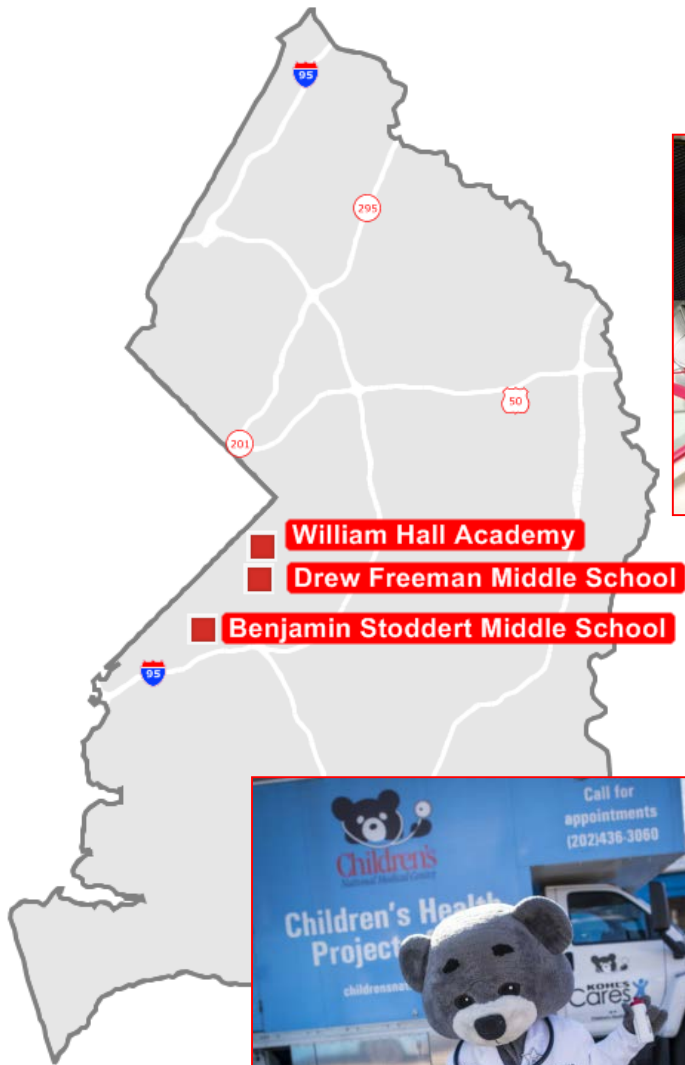 95
295
50
201
William Hall Academy
Drew Freeman Middle School
Benjamin Stoddert Middle School
95
Call for
appointments
(202)436-3060
Children's
National Medical Center
Children's Health
Project
childrensna
KOHL'S
Cares